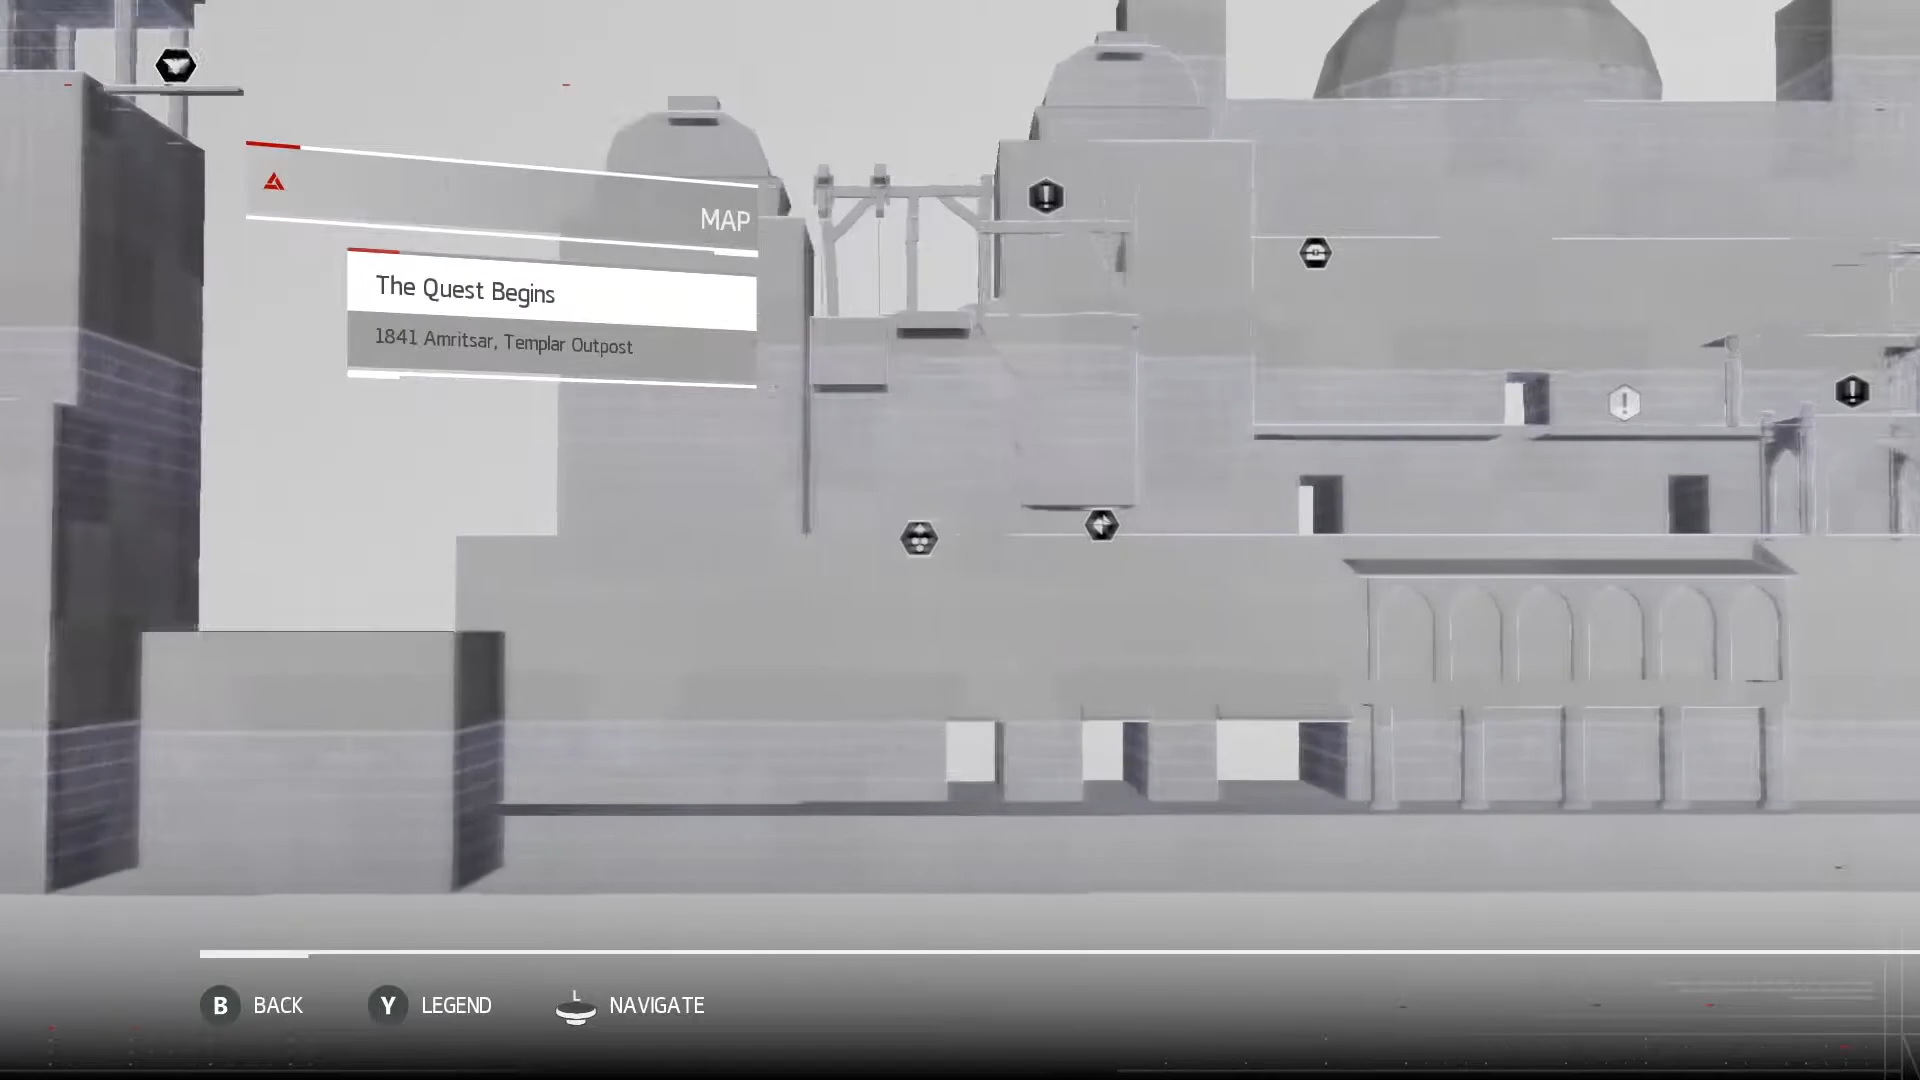 MAP
The Quest Begins
1841 Amritsar, Templar Outpost
B BACK Y LEGEND L NAVIGATE